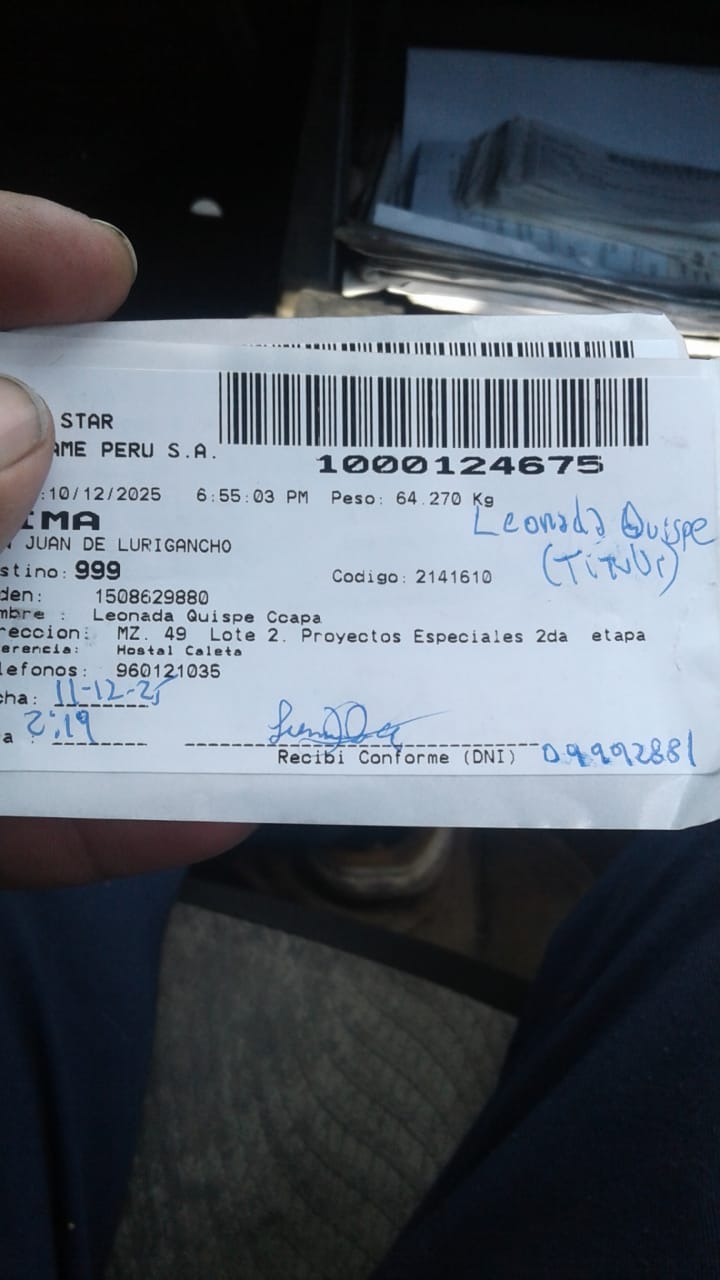 STAR
AME PERU S.A.
1000124675
:10/12/2025 6:55:03 PM Peso: 64.270 Kg
IMA
Leonada Quispe
(Titular)
JUAN DE LURIGANCHO
stino: 999 Codigo: 2141610
den: 1508629880
mbre : Leonada Quispe Ccapa
reccion: MZ. 49 Lote 2. Proyectos Especiales 2da etapa
erencia: Hostal Caleta
lefonos: 960121035
cha: 11-12-25
a : 2:19
Recibi Conforme (DNI) 09992881